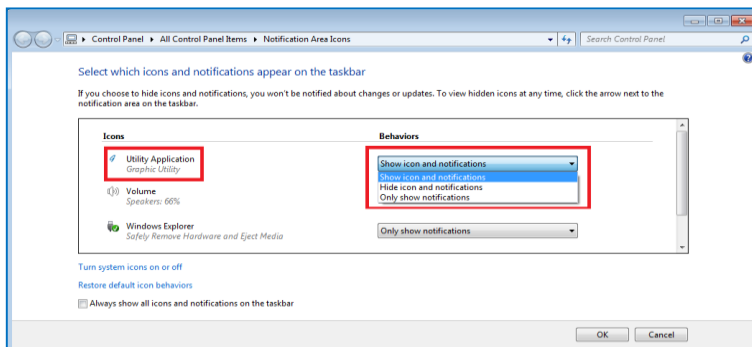 Control Panel ▸ All Control Panel Items ▸ Notification Area Icons
Search Control Panel
Select which icons and notifications appear on the taskbar
If you choose to hide icons and notifications, you won't be notified about changes or updates. To view hidden icons at any time, click the arrow next to the
notification area on the taskbar.
Icons
Behaviors
Utility Application
Graphic Utility
Show icon and notifications
Show icon and notifications
Hide icon and notifications
Only show notifications
Volume
Speakers: 66%
Windows Explorer
Safely Remove Hardware and Eject Media
Only show notifications
Turn system icons on or off
Restore default icon behaviors
Always show all icons and notifications on the taskbar
OK
Cancel